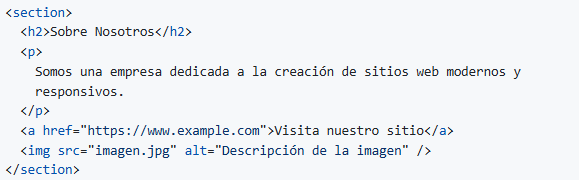 <section>
<h2>Sobre Nosotros</h2>
<p>
Somos una empresa dedicada a la creación de sitios web modernos y
responsivos.
</p>
<a href="https://www.example.com">Visita nuestro sitio</a>
<img src="imagen.jpg" alt="Descripción de la imagen" />
</section>